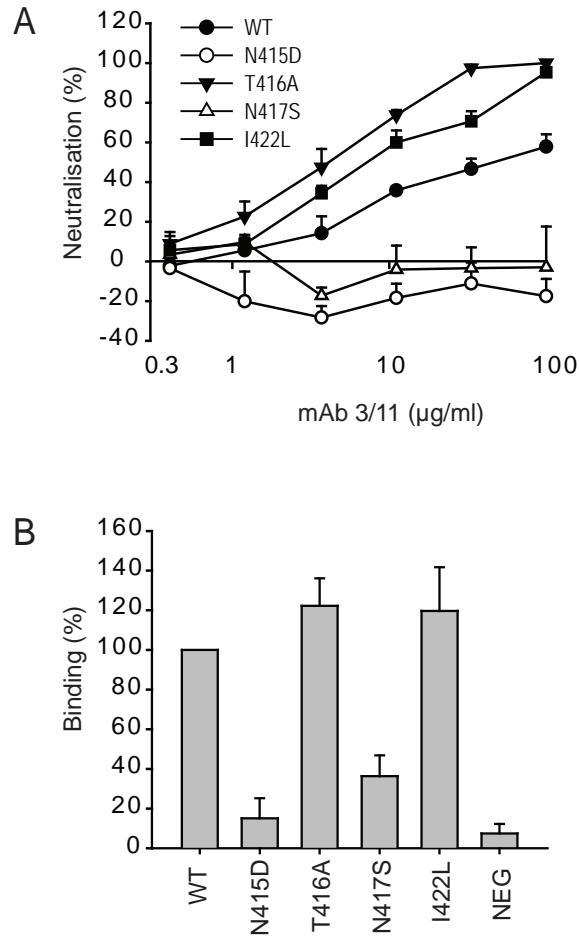 A
120
100
80
60
40
20
0
-20
-40
Neutralisation (%)
WT
N415D
T416A
N417S
I422L
0.3 1 10 100
mAb 3/11 (µg/ml)
B
160
140
120
100
80
60
40
20
0
Binding (%)
WT
N415D
T416A
N417S
I422L
NEG